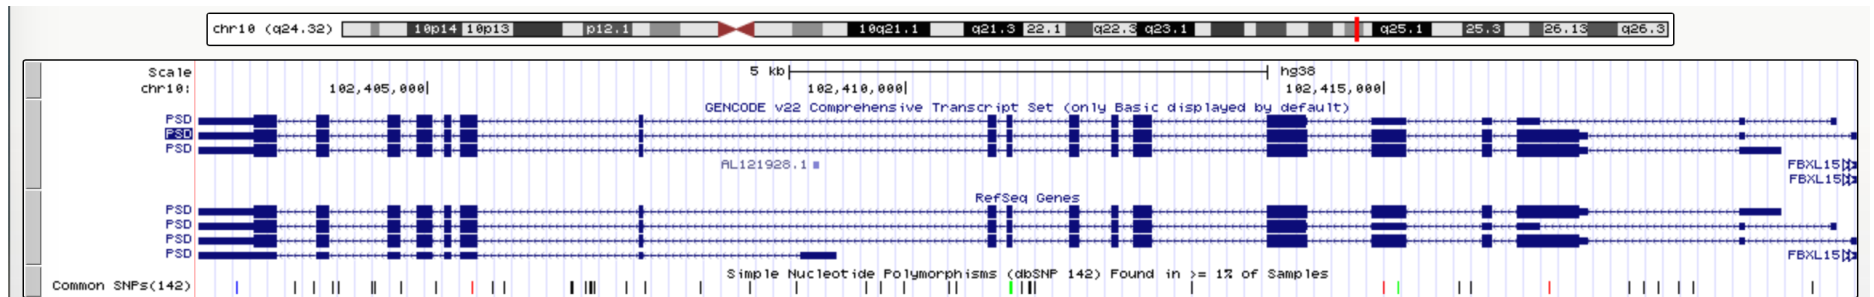 chr10 (q24.32) 10p14 10p13 p12.1 10q21.1 q21.3 22.1 q22.3 q23.1 q25.1 25.3 26.13 q26.3
Scale 5 kb hg38
chr10: 102,405,000 102,410,000 102,415,000
GENCODE v22 Comprehensive Transcript Set (only Basic displayed by default)
PSD
PSD
PSD
AL121928.1 FBXL15
FBXL15
RefSeq Genes
PSD
PSD
PSD
PSD FBXL15
Simple Nucleotide Polymorphisms (dbSNP 142) Found in >= 1% of Samples
Common SNPs(142)